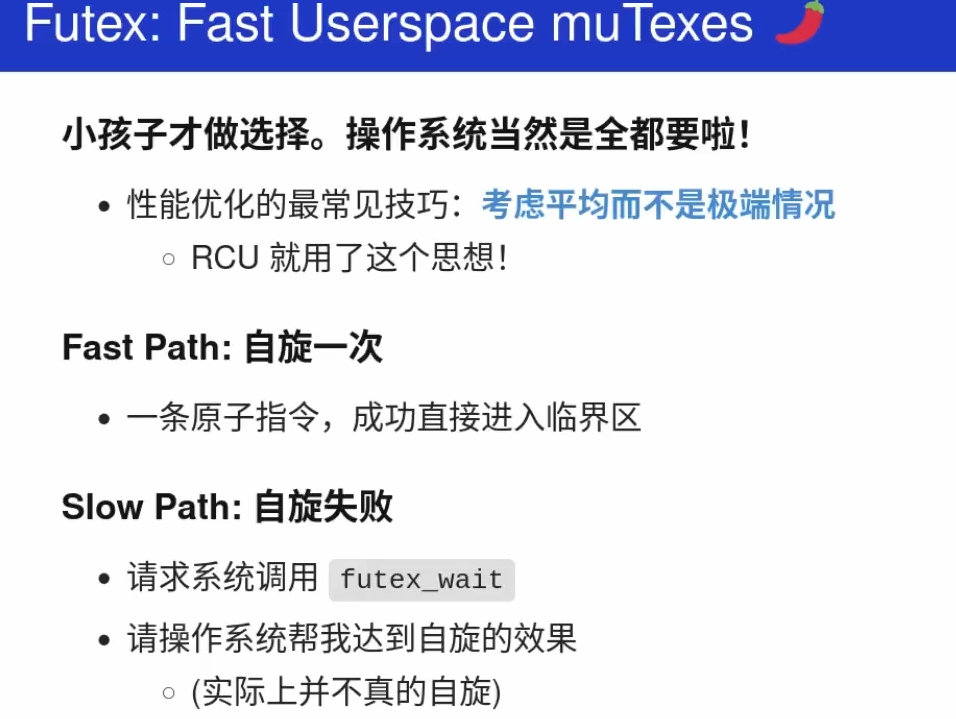 Futex: Fast Userspace muTexes 🌶️
小孩子才做选择。操作系统当然是全都要啦！
性能优化的最常见技巧：考虑平均而不是极端情况
RCU 就用了这个思想！
Fast Path: 自旋一次
一条原子指令，成功直接进入临界区
Slow Path: 自旋失败
请求系统调用 futex_wait
请操作系统帮我达到自旋的效果
(实际上并不真的自旋)